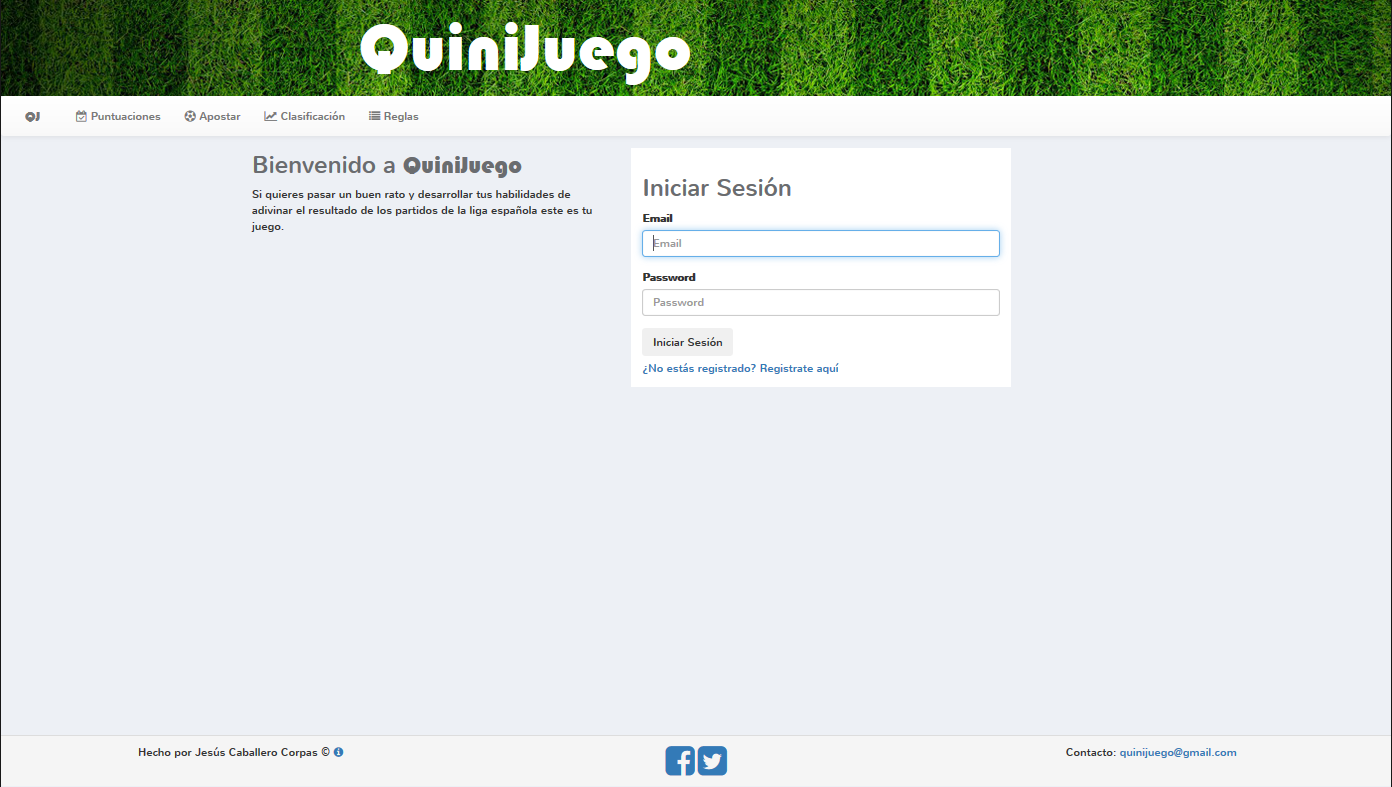 QuiniJuego
QJ Puntuaciones Apostar Clasificación Reglas
Bienvenido a QuiniJuego
Si quieres pasar un buen rato y desarrollar tus habilidades de
adivinar el resultado de los partidos de la liga española este es tu
juego.
Iniciar Sesión
Email
Email
Password
Password
Iniciar Sesión
¿No estás registrado? Registrate aquí
Hecho por Jesús Caballero Corpas ©
Contacto: quinijuego@gmail.com